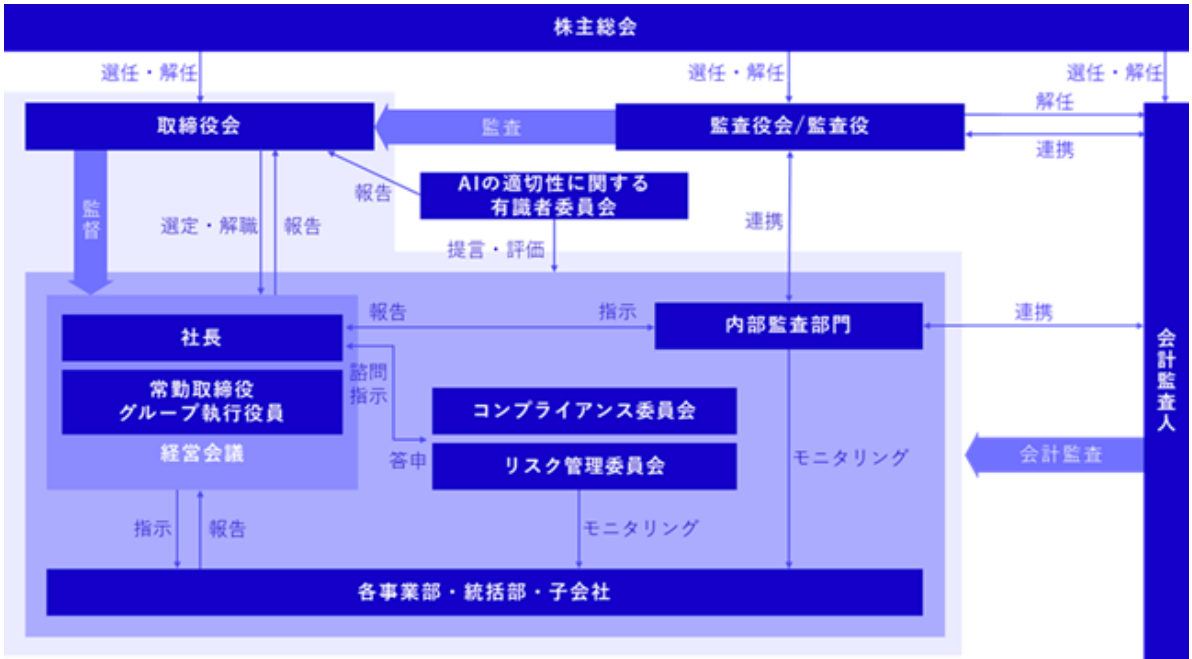 株主総会
選任・解任
選任・解任
選任・解任
取締役会
監査
監査役会/監査役
解任
連携
AIの適切性に関する
有識者委員会
報告
監督
選定・解職
報告
連携
提言・評価
社長
報告
指示
内部監査部門
連携
常勤取締役
グループ執行役員
経営会議
諮問
指示
答申
コンプライアンス委員会
リスク管理委員会
モニタリング
会計監査
会計監査人
指示
報告
モニタリング
各事業部・統括部・子会社